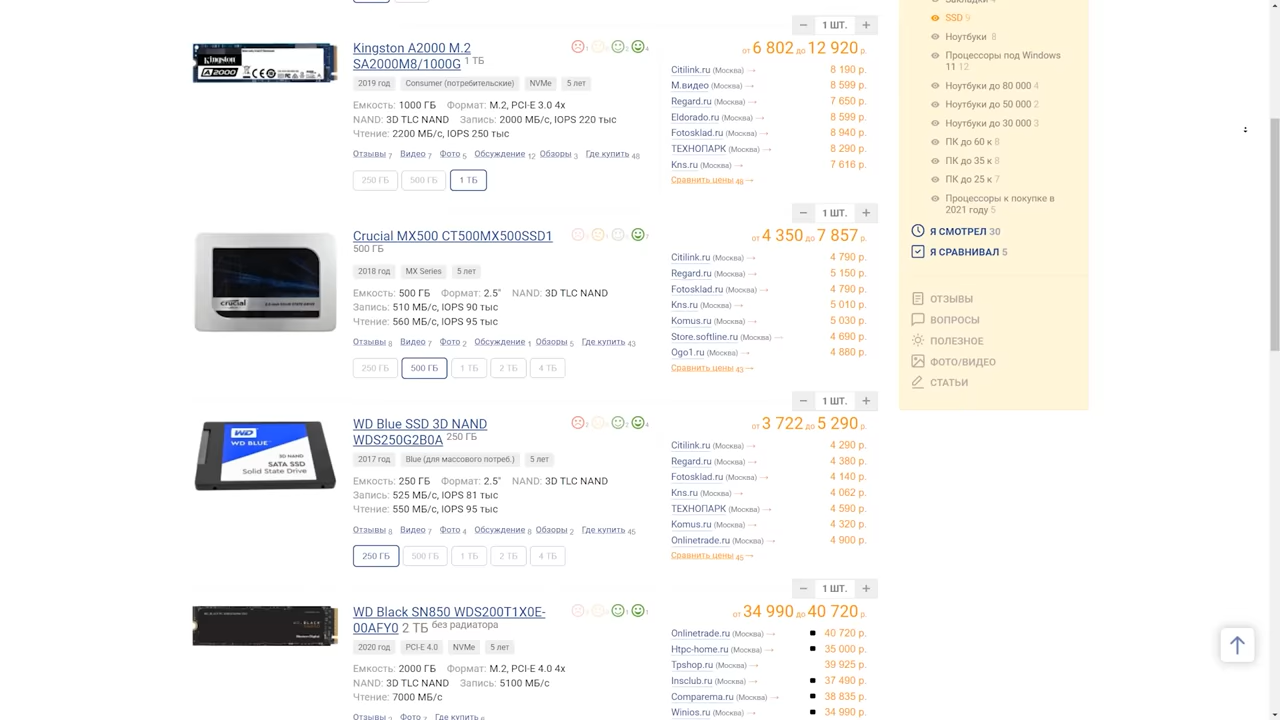 − 1 ШТ. +
Kingston A2000 M.2
SA2000M8/1000G 1 ТБ
4
от 6 802 до 12 920 р.
2019 год Consumer (потребительские) NVMe 5 лет
Емкость: 1000 ГБ Формат: M.2, PCI-E 3.0 4x
NAND: 3D TLC NAND Запись: 2000 МБ/с, IOPS 220 тыс
Чтение: 2200 МБ/с, IOPS 250 тыс
Отзывы 7 Видео 7 Фото 5 Обсуждение 12 Обзоры 3 Где купить 48
250 ГБ 500 ГБ 1 ТБ
Citilink.ru (Москва) → 8 190 р.
М.видео (Москва) → 8 599 р.
Regard.ru (Москва) → 7 650 р.
Eldorado.ru (Москва) → 8 599 р.
Fotosklad.ru (Москва) → 8 940 р.
ТЕХНОПАРК (Москва) → 8 290 р.
Kns.ru (Москва) → 7 616 р.
Сравнить цены 48 →
Kingston
A2000
− 1 ШТ. +
Crucial MX500 CT500MX500SSD1
500 ГБ
7
от 4 350 до 7 857 р.
2018 год MX Series 5 лет
Емкость: 500 ГБ Формат: 2.5" NAND: 3D TLC NAND
Запись: 510 МБ/с, IOPS 90 тыс
Чтение: 560 МБ/с, IOPS 95 тыс
Отзывы 8 Видео 7 Фото 2 Обсуждение 1 Обзоры 5 Где купить 43
250 ГБ 500 ГБ 1 ТБ 2 ТБ 4 ТБ
Citilink.ru (Москва) → 4 790 р.
Regard.ru (Москва) → 5 150 р.
Fotosklad.ru (Москва) → 4 790 р.
Kns.ru (Москва) → 5 010 р.
Komus.ru (Москва) → 5 030 р.
Store.softline.ru (Москва) → 4 690 р.
Ogo1.ru (Москва) → 4 880 р.
Сравнить цены 43 →
crucial
− 1 ШТ. +
WD Blue SSD 3D NAND
WDS250G2B0A 250 ГБ
4
от 3 722 до 5 290 р.
2017 год Blue (для массового потреб.) 5 лет
Емкость: 250 ГБ Формат: 2.5" NAND: 3D TLC NAND
Запись: 525 МБ/с, IOPS 81 тыс
Чтение: 550 МБ/с, IOPS 95 тыс
Отзывы 8 Видео 7 Фото 4 Обсуждение 8 Обзоры 2 Где купить 45
250 ГБ 500 ГБ 1 ТБ 2 ТБ 4 ТБ
Citilink.ru (Москва) → 4 290 р.
Regard.ru (Москва) → 4 380 р.
Fotosklad.ru (Москва) → 4 140 р.
Kns.ru (Москва) → 4 062 р.
ТЕХНОПАРК (Москва) → 4 590 р.
Komus.ru (Москва) → 4 320 р.
Onlinetrade.ru (Москва) → 4 900 р.
Сравнить цены 45 →
WD
WD BLUE
3D NAND
SATA SSD
Solid State Drive
− 1 ШТ. +
WD Black SN850 WDS200T1X0E-
00AFY0 2 ТБ без радиатора
от 34 990 до 40 720 р.
2020 год PCI-E 4.0 NVMe 5 лет
Емкость: 2000 ГБ Формат: M.2, PCI-E 4.0 4x
NAND: 3D TLC NAND Запись: 5100 МБ/с
Чтение: 7000 МБ/с
Отзывы Фото Где купить
Onlinetrade.ru (Москва) → 40 720 р.
Htpc-home.ru (Москва) → 35 000 р.
Tpshop.ru (Москва) → 39 925 р.
Insclub.ru (Москва) → 37 490 р.
Comparema.ru (Москва) → 38 835 р.
Winios.ru (Москва) → 34 990 р.
Закладки 4
SSD 9
Ноутбуки 8
Процессоры под Windows
11 12
Ноутбуки до 80 000 4
Ноутбуки до 50 000 2
Ноутбуки до 30 000 3
ПК до 60 к 8
ПК до 35 к 8
ПК до 25 к 7
Процессоры к покупке в
2021 году 5
Я СМОТРЕЛ 30
Я СРАВНИВАЛ 5
ОТЗЫВЫ
ВОПРОСЫ
ПОЛЕЗНОЕ
ФОТО/ВИДЕО
СТАТЬИ